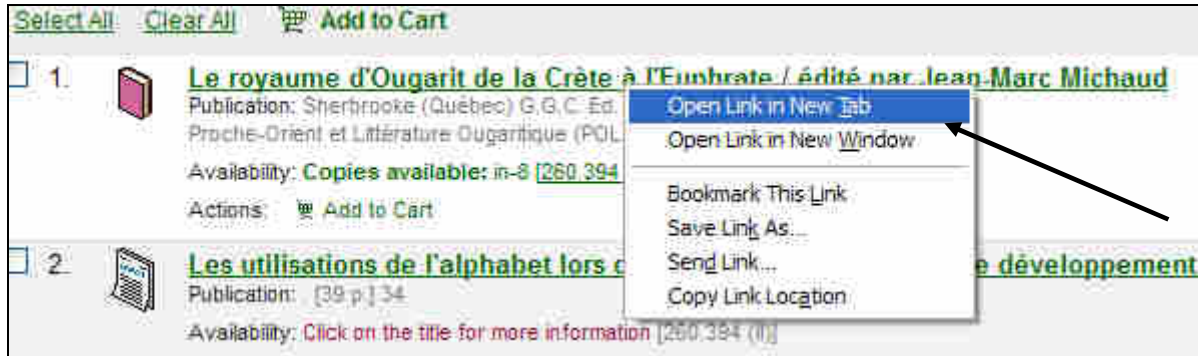 Select All Clear All Add to Cart
1. Le royaume d'Ougarit de la Crète à l'Euphrate / édité par Jean-Marc Michaud
Publication: Sherbrooke (Québec) G.G.C. Ed.
Proche-Orient et Littérature Ougaritique (POL
Availability: Copies available: in-8 [260.394
Actions: Add to Cart
Open Link in New Tab
Open Link in New Window
Bookmark This Link
Save Link As...
Send Link...
Copy Link Location
2. Les utilisations de l'alphabet lors d e développement
Publication: [39 p.] 34
Availability: Click on the title for more information [260.394 (II)]